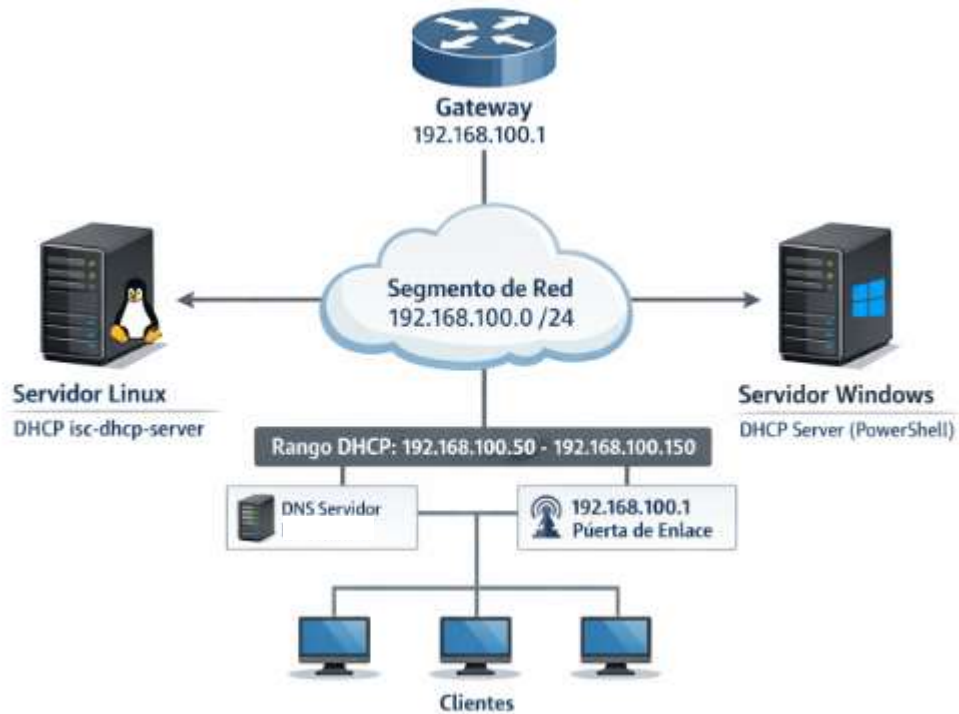 Gateway
192.168.100.1
Segmento de Red
192.168.100.0 /24
Servidor Linux
DHCP isc-dhcp-server
Servidor Windows
DHCP Server (PowerShell)
Rango DHCP: 192.168.100.50 - 192.168.100.150
DNS Servidor
192.168.100.1
Púerta de Enlace
Clientes